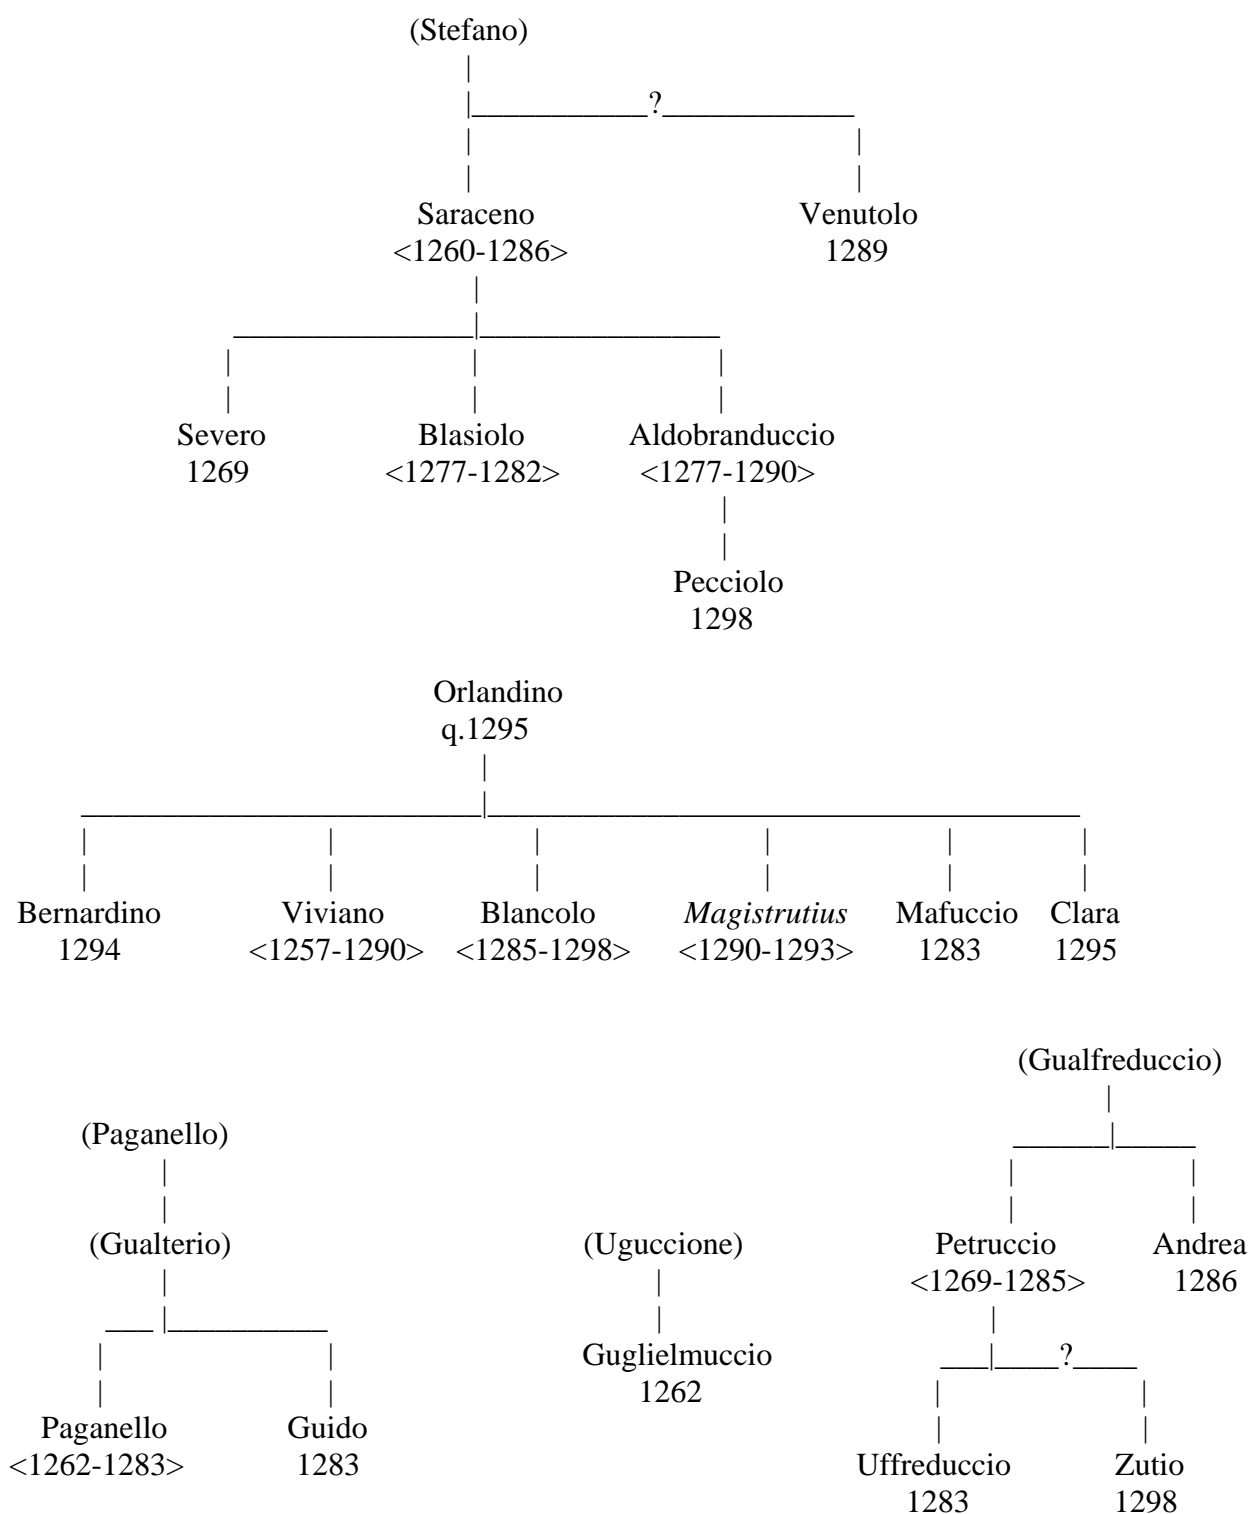 (Stefano)
?
Saraceno Venutolo
<1260-1286> 1289
Severo Blasiolo Aldobranduccio
1269 <1277-1282> <1277-1290>
Pecciolo
1298
Orlandino
q.1295
Bernardino Viviano Blancolo Magistrutius Mafuccio Clara
1294 <1257-1290> <1285-1298> <1290-1293> 1283 1295
(Gualfreduccio)
(Paganello)
(Gualterio) (Uguccione) Petruccio Andrea
<1269-1285> 1286
Guglielmuccio ?
1262
Paganello Guido Uffreduccio Zutio
<1262-1283> 1283 1283 1298